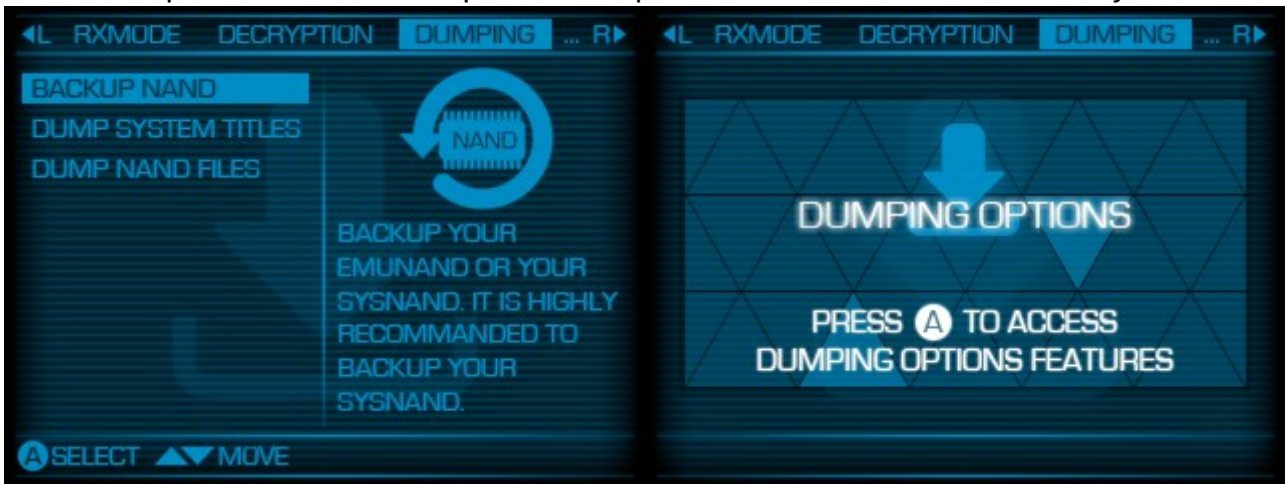 ◀L RXMODE DECRYPTION DUMPING ... R▶
BACKUP NAND
DUMP SYSTEM TITLES
DUMP NAND FILES
NAND
BACKUP YOUR
EMUNAND OR YOUR
SYSNAND. IT IS HIGHLY
RECOMMANDED TO
BACKUP YOUR
SYSNAND.
A SELECT ▲▼ MOVE
◀L RXMODE DECRYPTION DUMPING ... R▶
DUMPING OPTIONS
PRESS A TO ACCESS
DUMPING OPTIONS FEATURES